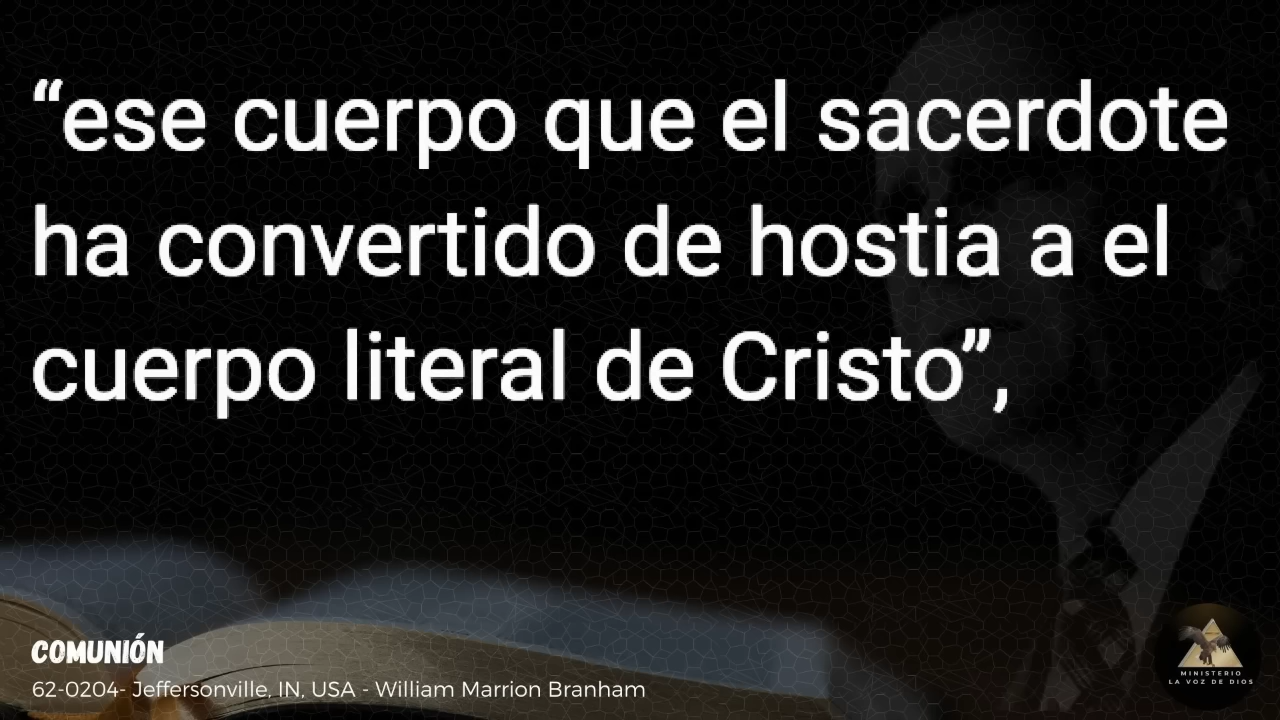 “ese cuerpo que el sacerdote
ha convertido de hostia a el
cuerpo literal de Cristo”,
COMUNIÓN
62-0204- Jeffersonville, IN, USA - William Marrion Branham
MINISTERIO
LA VOZ DE DIOS